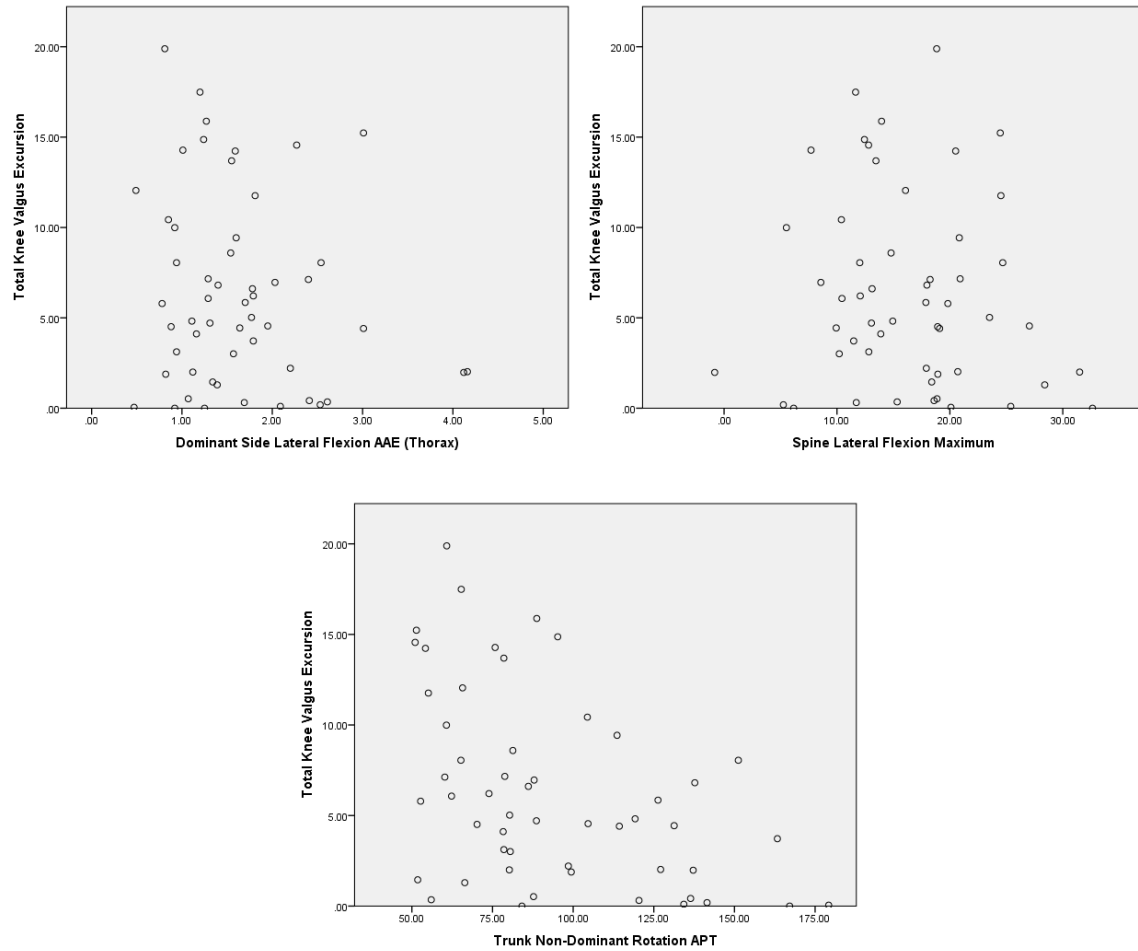 20.00
15.00
10.00
5.00
.00
Total Knee Valgus Excursion
.00 1.00 2.00 3.00 4.00 5.00
Dominant Side Lateral Flexion AAE (Thorax)
20.00
15.00
10.00
5.00
.00
Total Knee Valgus Excursion
.00 10.00 20.00 30.00
Spine Lateral Flexion Maximum
20.00
15.00
10.00
5.00
.00
Total Knee Valgus Excursion
50.00 75.00 100.00 125.00 150.00 175.00
Trunk Non-Dominant Rotation APT